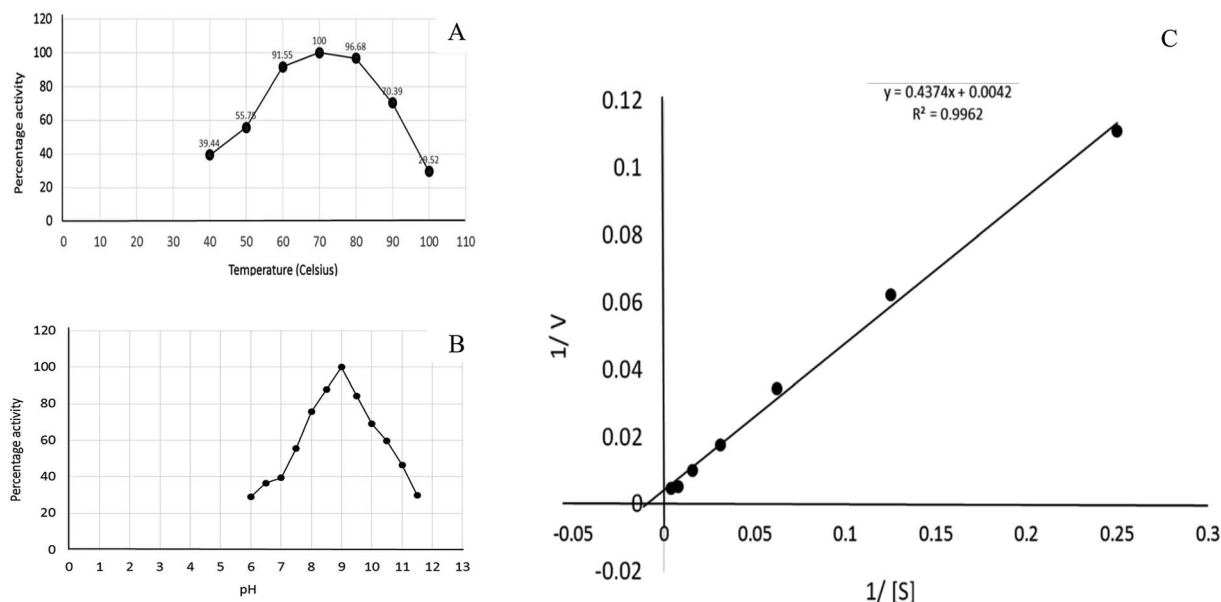 A
120
100
80
60
40
20
0
Percentage activity
39.44
55.75
91.55
100
96.68
70.39
29.52
0 10 20 30 40 50 60 70 80 90 100 110
Temperature (Celsius)
B
120
100
80
60
40
20
0
Percentage activity
0 1 2 3 4 5 6 7 8 9 10 11 12 13
pH
C
y = 0.4374x + 0.0042
R² = 0.9962
0.12
0.1
0.08
0.06
0.04
0.02
0
-0.02
1/ V
-0.05 0 0.05 0.1 0.15 0.2 0.25 0.3
1/ [S]